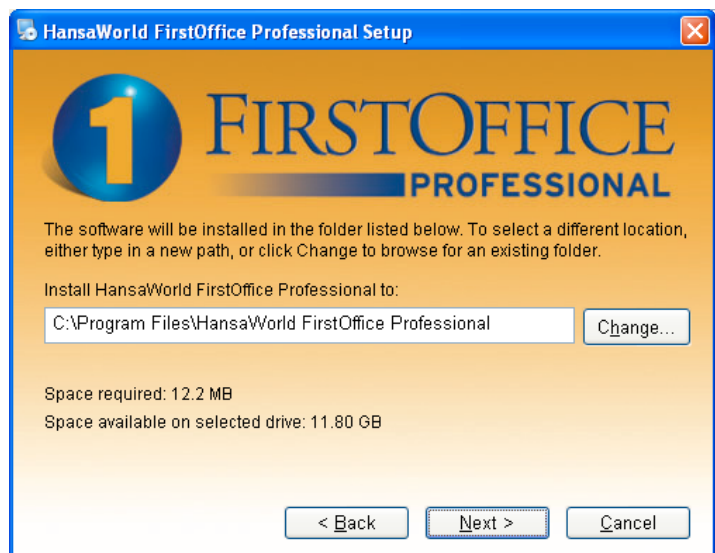 HansaWorld FirstOffice Professional Setup
1 FIRSTOFFICE
PROFESSIONAL
The software will be installed in the folder listed below. To select a different location,
either type in a new path, or click Change to browse for an existing folder.
Install HansaWorld FirstOffice Professional to:
C:\Program Files\HansaWorld FirstOffice Professional
Change...
Space required: 12.2 MB
Space available on selected drive: 11.80 GB
< Back Next > Cancel